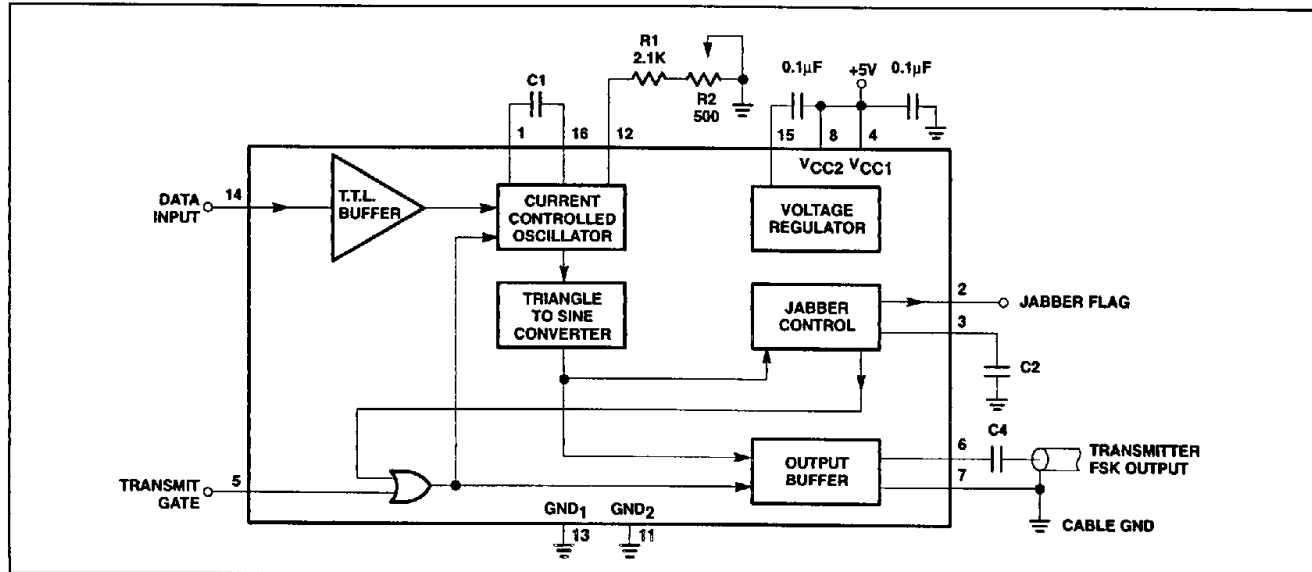 R1
2.1K
R2
500
C1
0.1μF
+5V
0.1μF
1
16
12
15
8
4
VCC2
VCC1
DATA
INPUT
14
T.T.L.
BUFFER
CURRENT
CONTROLLED
OSCILLATOR
VOLTAGE
REGULATOR
TRIANGLE
TO SINE
CONVERTER
JABBER
CONTROL
2
JABBER FLAG
3
C2
OUTPUT
BUFFER
6
C4
TRANSMITTER
FSK OUTPUT
7
CABLE GND
TRANSMIT
GATE
5
GND1
GND2
13
11